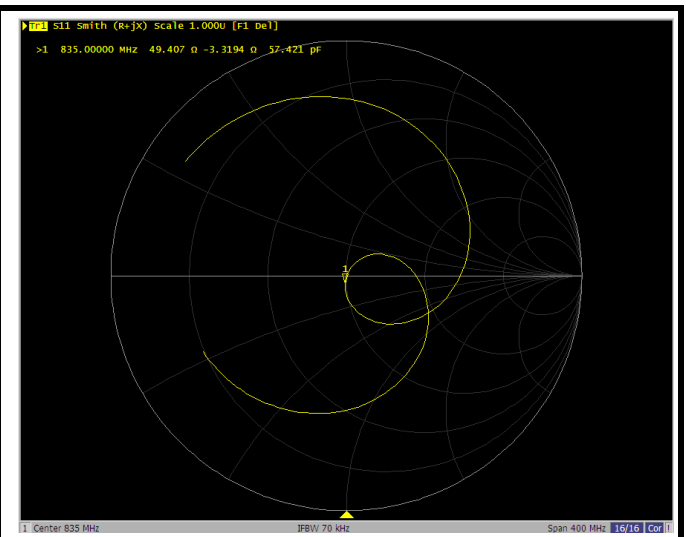 Tr1 S11 Smith (R+jX) Scale 1.000U [F1 Del]
>1 835.00000 MHz 49.407 Ω -3.3194 Ω 57.421 pF
1
1 Center 835 MHz IFBW 70 kHz Span 400 MHz 16/16 Cor !